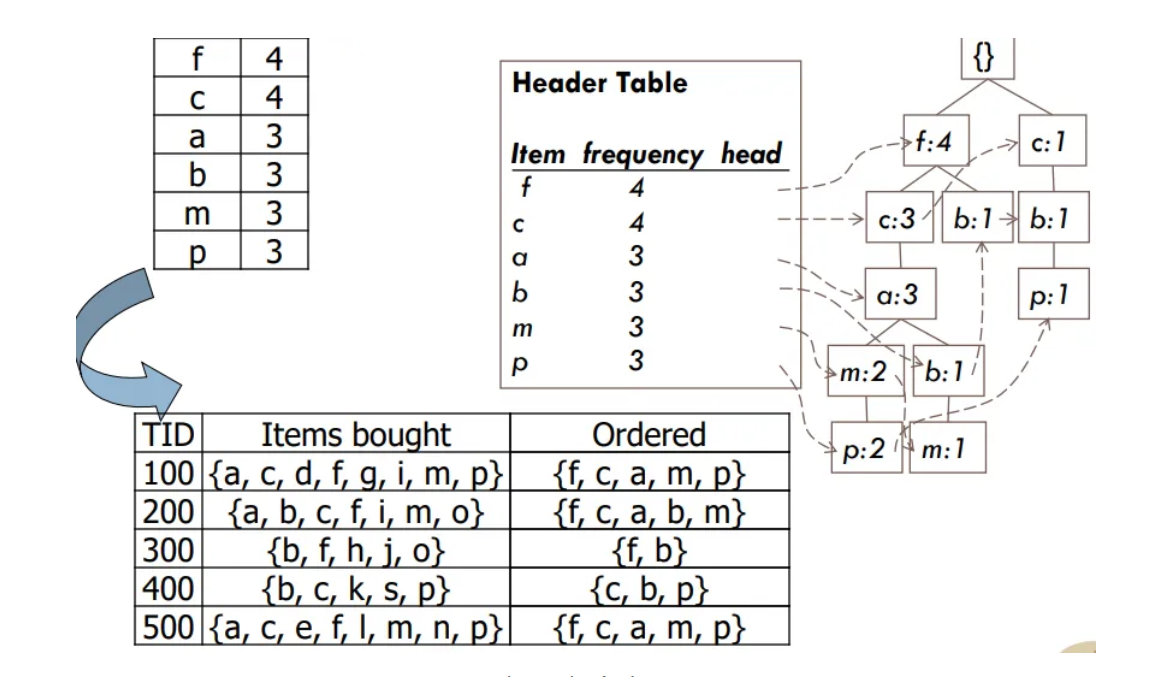 f 4
c 4
a 3
b 3
m 3
p 3
Header Table
Item frequency head
f 4
c 4
a 3
b 3
m 3
p 3
{}
f:4 c:1
c:3 b:1 b:1
a:3 p:1
m:2 b:1
p:2 m:1
TID Items bought Ordered
100 {a, c, d, f, g, i, m, p} {f, c, a, m, p}
200 {a, b, c, f, i, m, o} {f, c, a, b, m}
300 {b, f, h, j, o} {f, b}
400 {b, c, k, s, p} {c, b, p}
500 {a, c, e, f, l, m, n, p} {f, c, a, m, p}